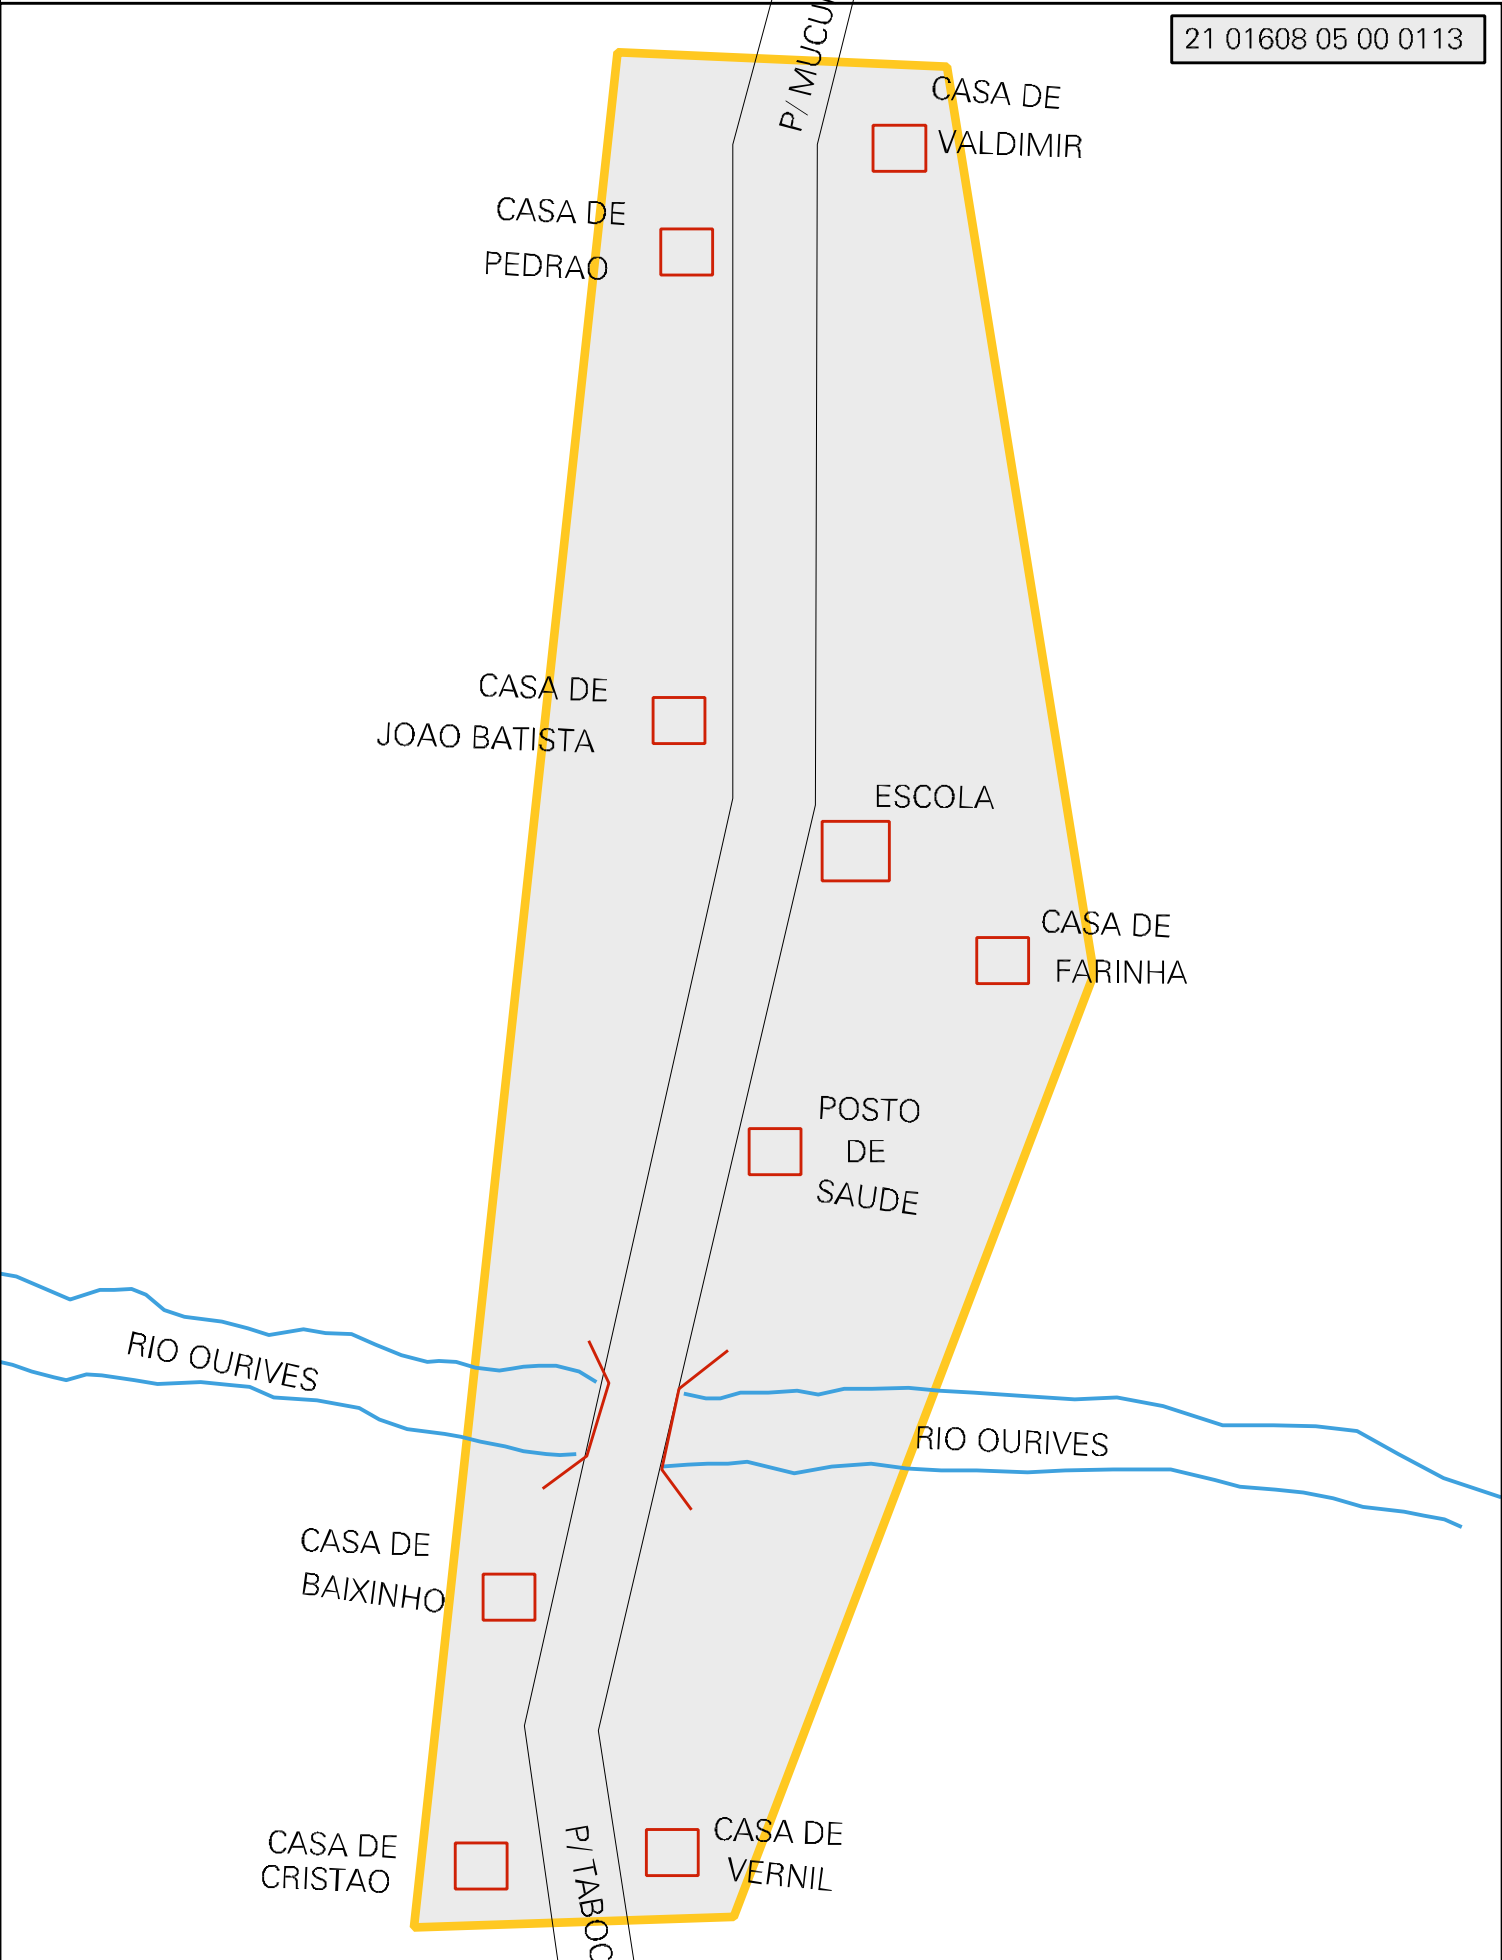 21 01608 05 00 0113
CASA DE
VALDIMIR
CASA DE
PEDRAO
CASA DE
JOAO BATISTA
ESCOLA
CASA DE
FARINHA
POSTO
DE
SAUDE
RIO OURIVES
RIO OURIVES
CASA DE
BAIXINHO
CASA DE
CRISTAO
CASA DE
VERNIL
P/
P/